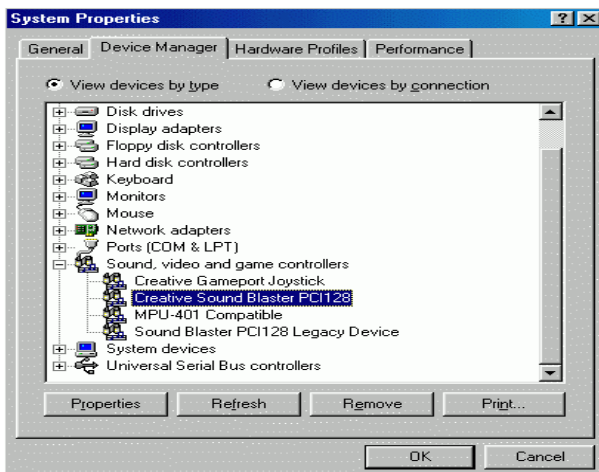 System Properties
General Device Manager Hardware Profiles Performance
View devices by type View devices by connection
Disk drives
Display adapters
Floppy disk controllers
Hard disk controllers
Keyboard
Monitors
Mouse
Network adapters
Ports (COM & LPT)
Sound, video and game controllers
Creative Gameport Joystick
Creative Sound Blaster PCI128
MPU-401 Compatible
Sound Blaster PCI128 Legacy Device
System devices
Universal Serial Bus controllers
Properties Refresh Remove Print...
OK Cancel